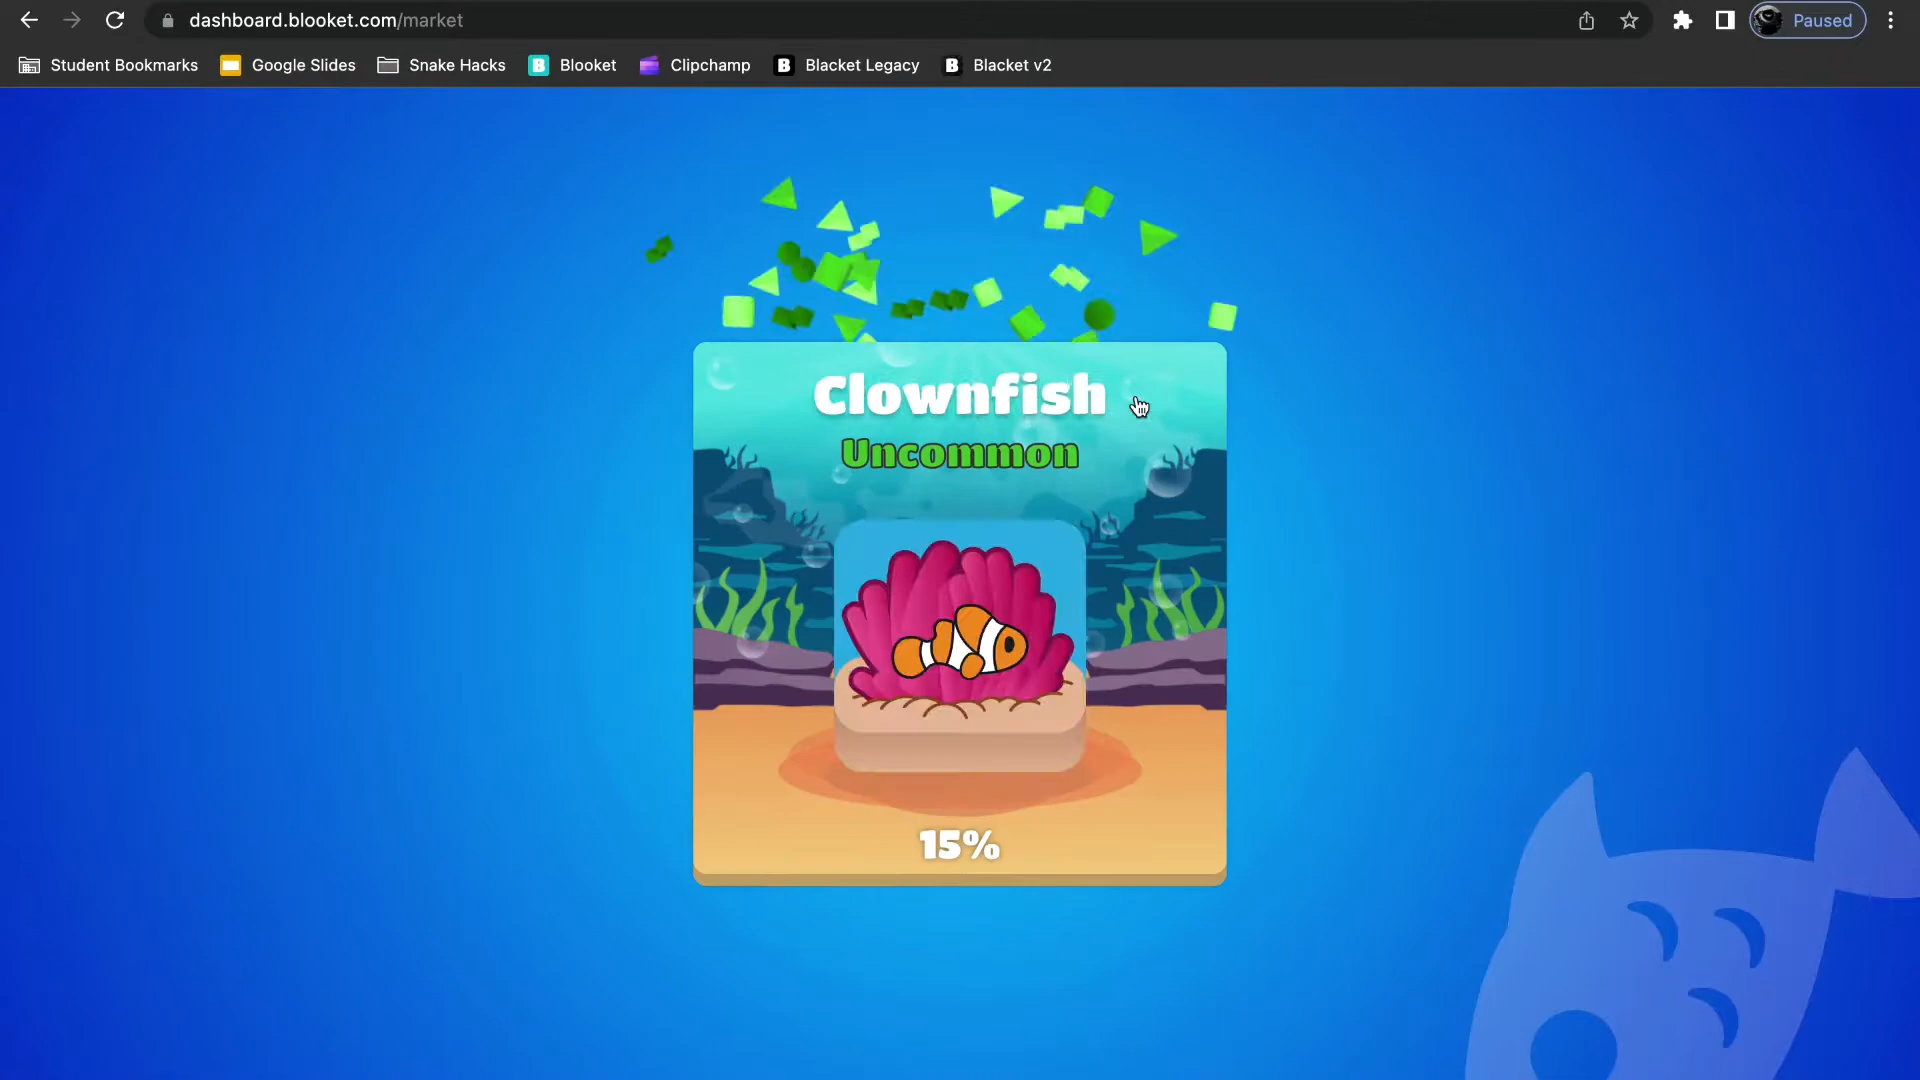 dashboard.blooket.com/market
Paused
Student Bookmarks
Google Slides
Snake Hacks
B Blooket
Clipchamp
B Blacket Legacy
B Blacket v2
Clownfish
Uncommon
15%